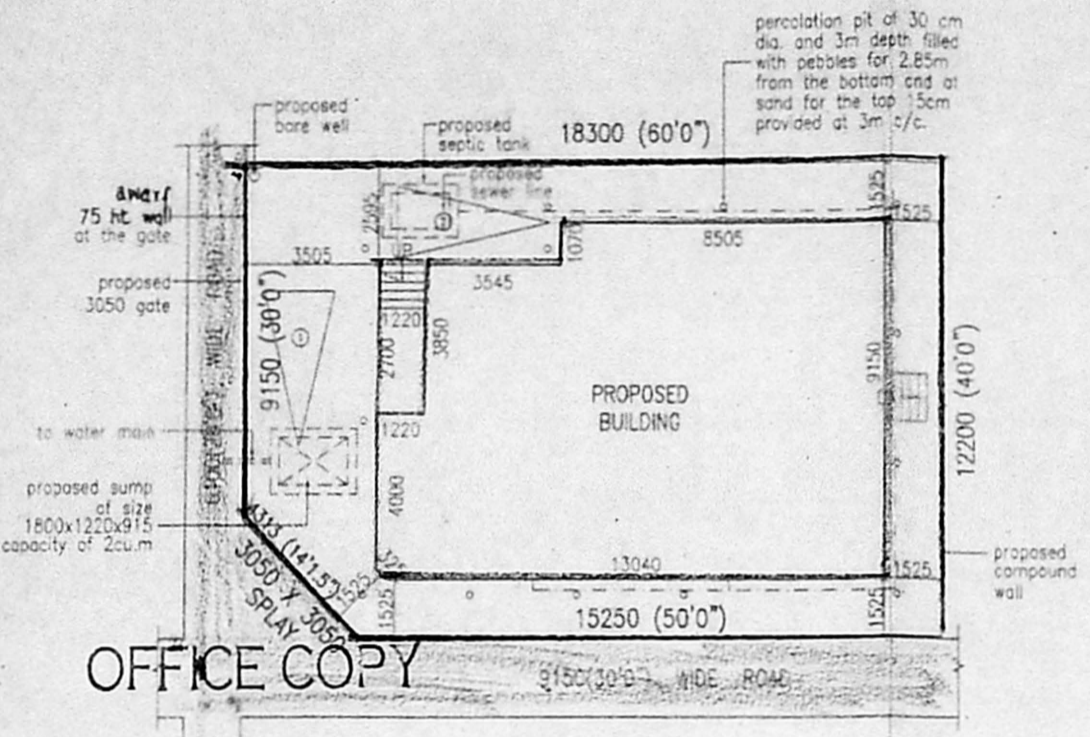 percolation pit of 30 cm
dia. and 3m depth filled
with pebbles for 2.85m
from the bottom and at
sand for the top 15cm
provided at 3m c/c.
proposed
bore well
proposed
septic tank
18300 (60'0")
proposed
sewer line
75 ht. wall
at the gate
2595
1525
1525
UP
1070
8505
3505
3545
proposed
3050 gate
9150 (30'0")
1
1220
2700
3850
9150
12200 (40'0")
PROPOSED
BUILDING
to water main
1220
4000
proposed sump
of size
1800x1220x915
capacity of 2cu.m
WIDE ROAD
4313 (14'1.5")
3050 X 3050
SPLAY
1525
1525
13040
1525
1525
15250 (50'0")
proposed
compound
wall
OFFICE COPY
9150(30'0") WIDE ROAD